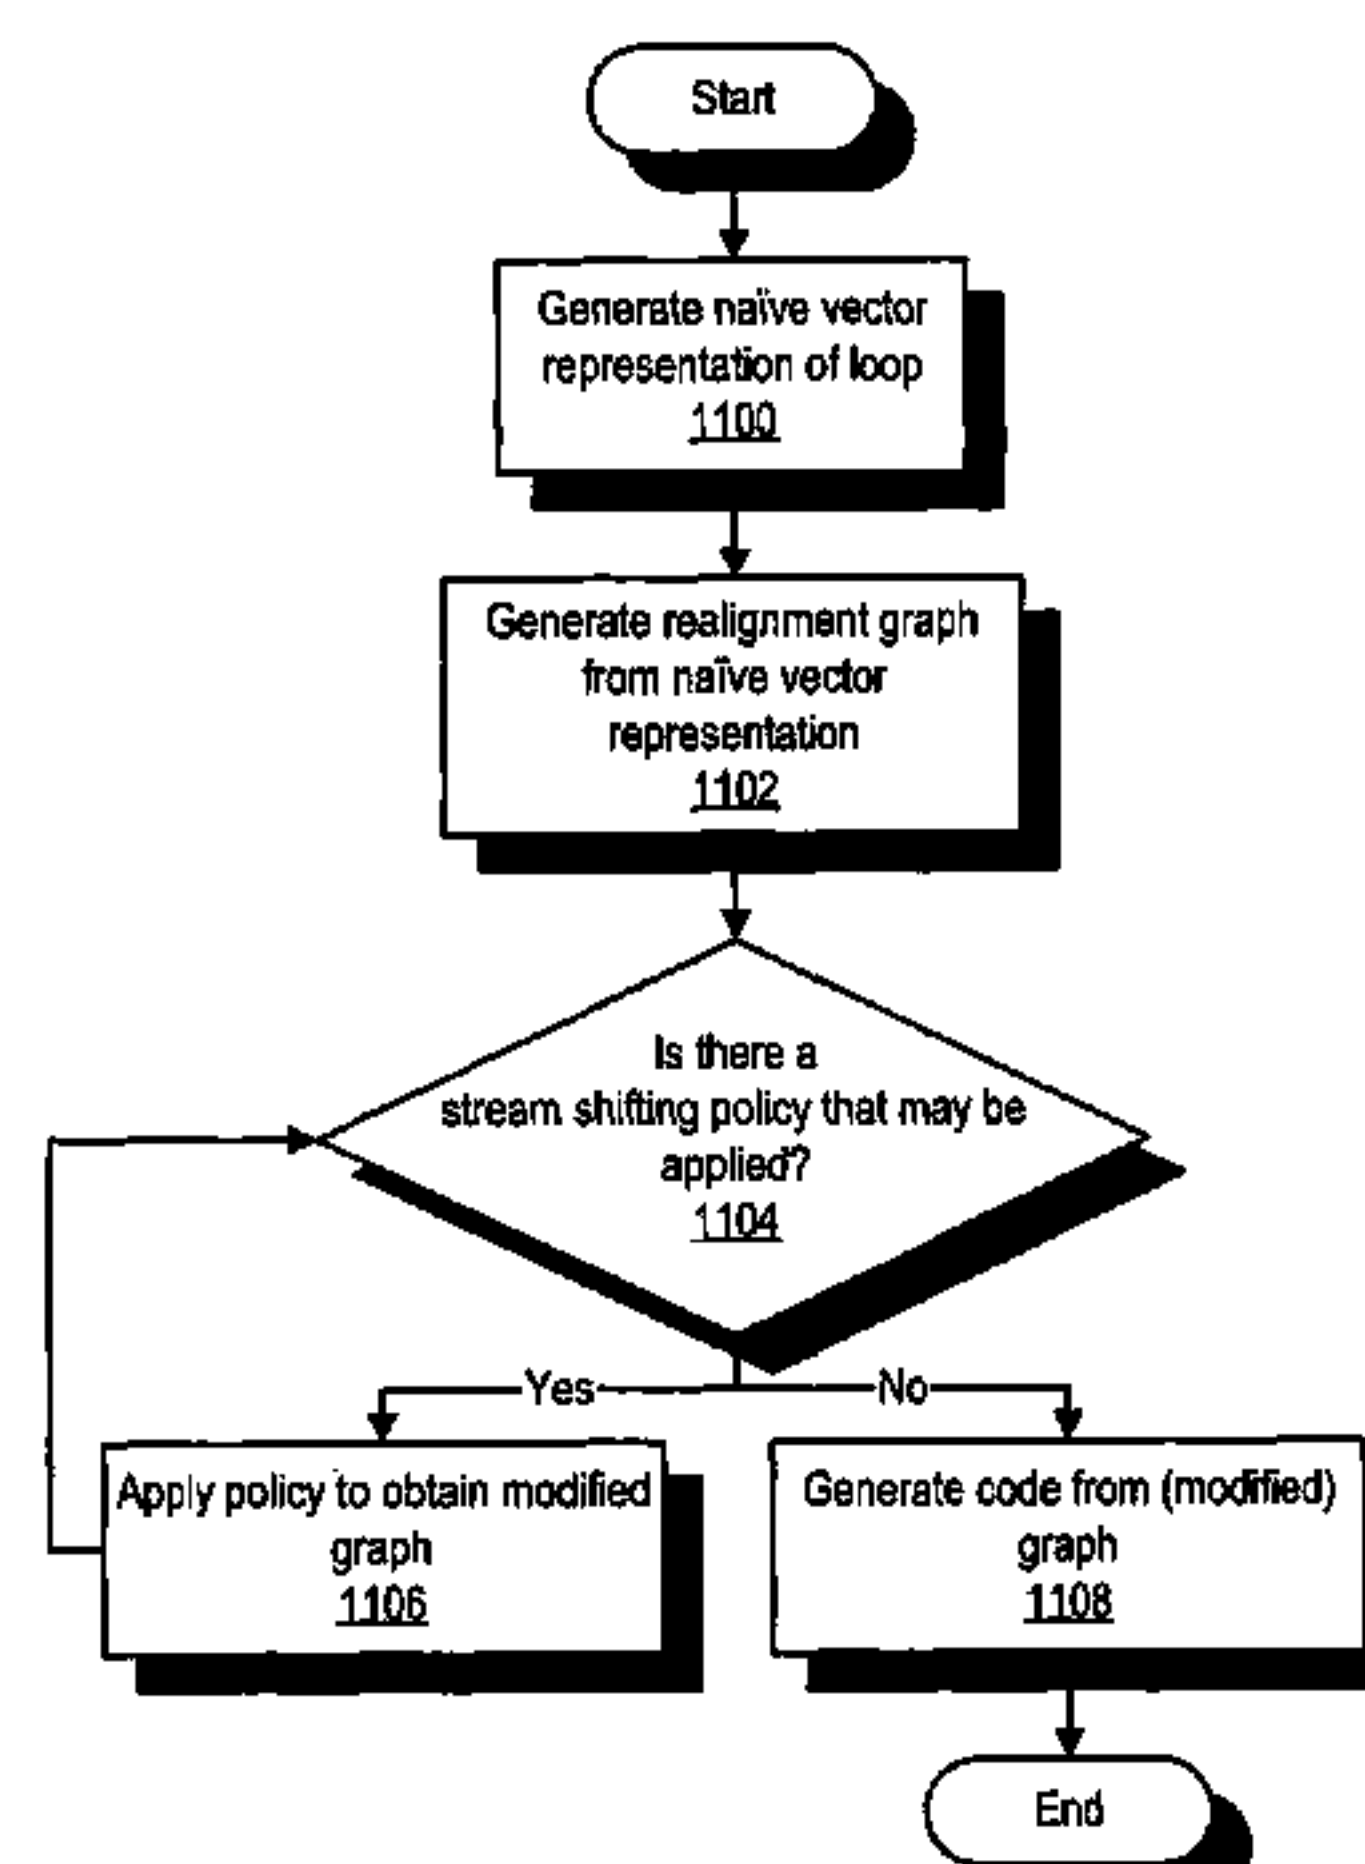 Start
Generate naïve vector
representation of loop
1100
Generate realignment graph
from naïve vector
representation
1102
Is there a
stream shifting policy that may be
applied?
1104
Yes
No
Apply policy to obtain modified
graph
1106
Generate code from (modified)
graph
1108
End